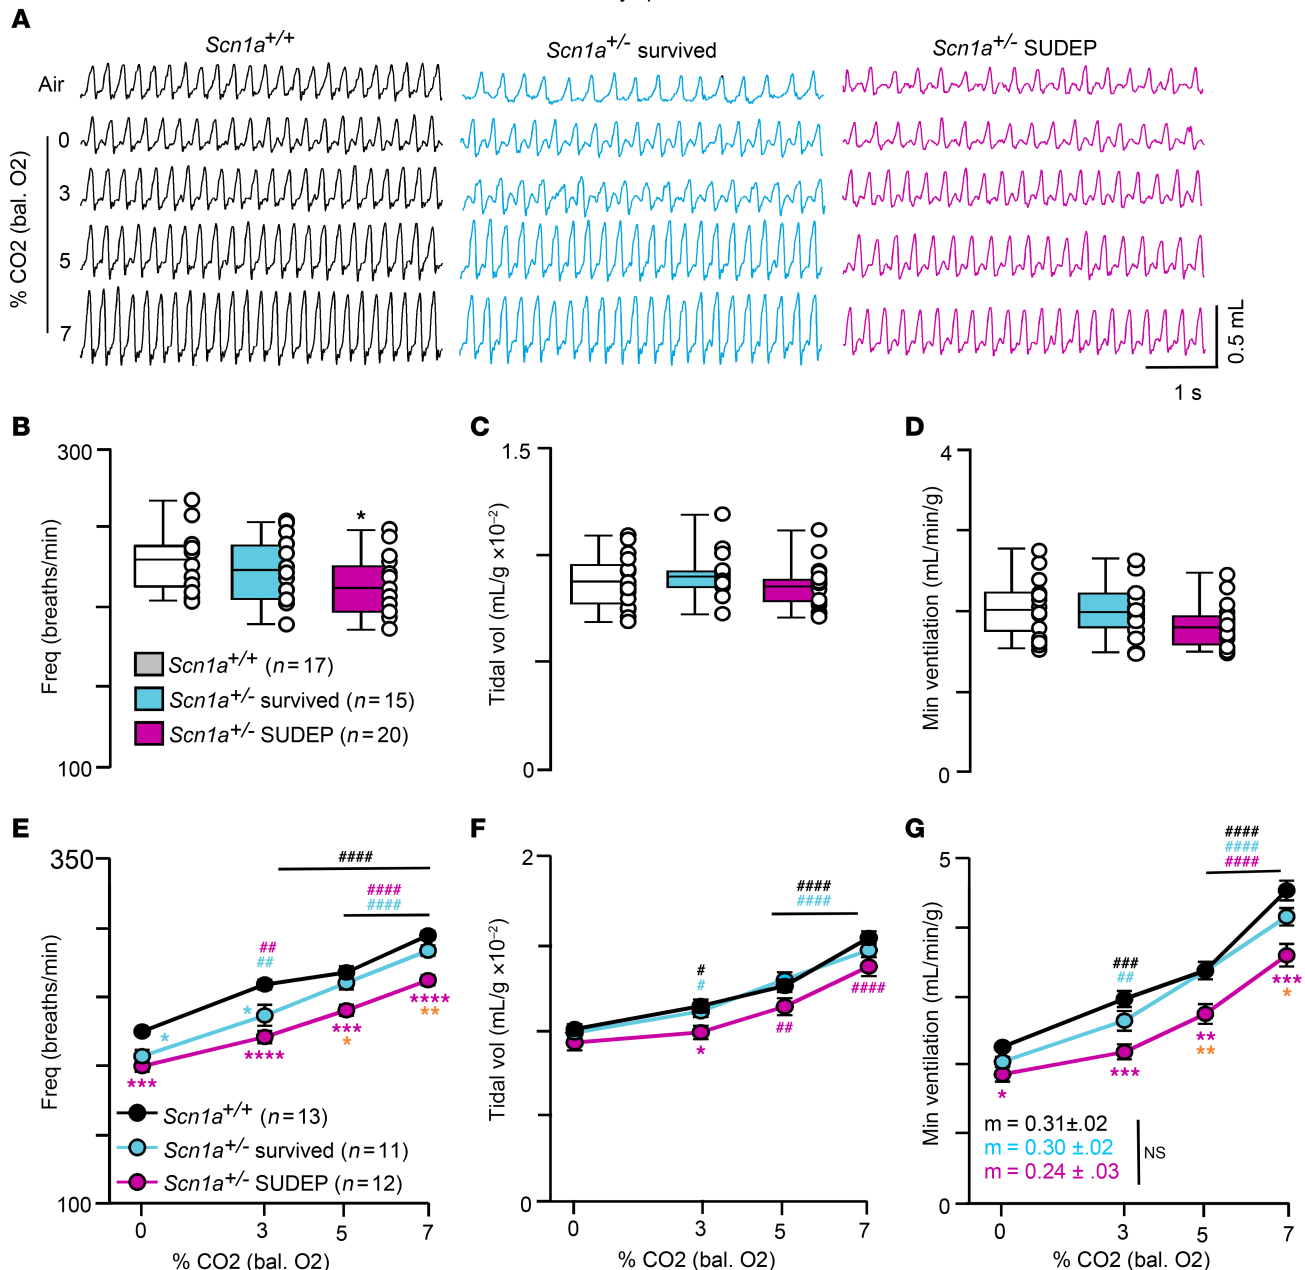 A
Scn1a+/+
Scn1a+/- survived
Scn1a+/- SUDEP
Air
0
3
5
7
% CO2 (bal. O2)
0.5 mL
1 s
B
300
100
Freq (breaths/min)
*
Scn1a+/+ (n=17)
Scn1a+/- survived (n=15)
Scn1a+/- SUDEP (n=20)
C
1.5
0
Tidal vol (mL/g ×10−2)
D
4
0
Min ventilation (mL/min/g)
E
350
100
Freq (breaths/min)
####
####
####
##
##
*
*
***
****
***
*
****
**
Scn1a+/+ (n=13)
Scn1a+/- survived (n=11)
Scn1a+/- SUDEP (n=12)
0
3
5
7
% CO2 (bal. O2)
F
2
0
Tidal vol (mL/g ×10−2)
####
####
#
#
*
##
####
0
3
5
7
% CO2 (bal. O2)
G
5
0
Min ventilation (mL/min/g)
####
####
####
###
##
*
***
**
**
***
*
m = 0.31±.02
m = 0.30 ±.02
m = 0.24 ± .03
NS
0
3
5
7
% CO2 (bal. O2)